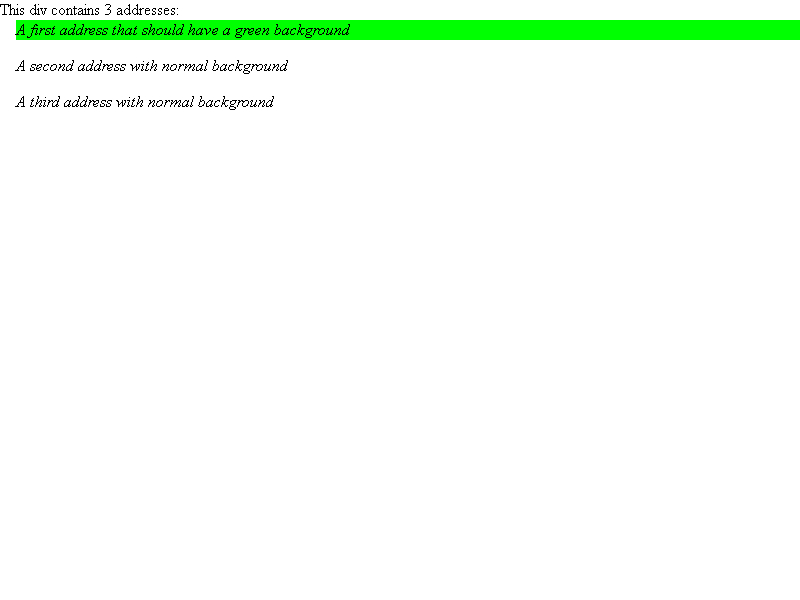 This div contains 3 addresses:
A first address that should have a green background
A second address with normal background
A third address with normal background